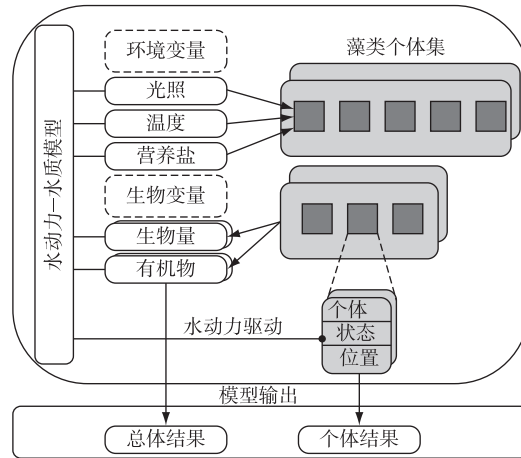 水动力–水质模型
环境变量
光照
温度
营养盐
生物变量
生物量
有机物
藻类个体集
水动力驱动
个体
状态
位置
模型输出
总体结果
个体结果